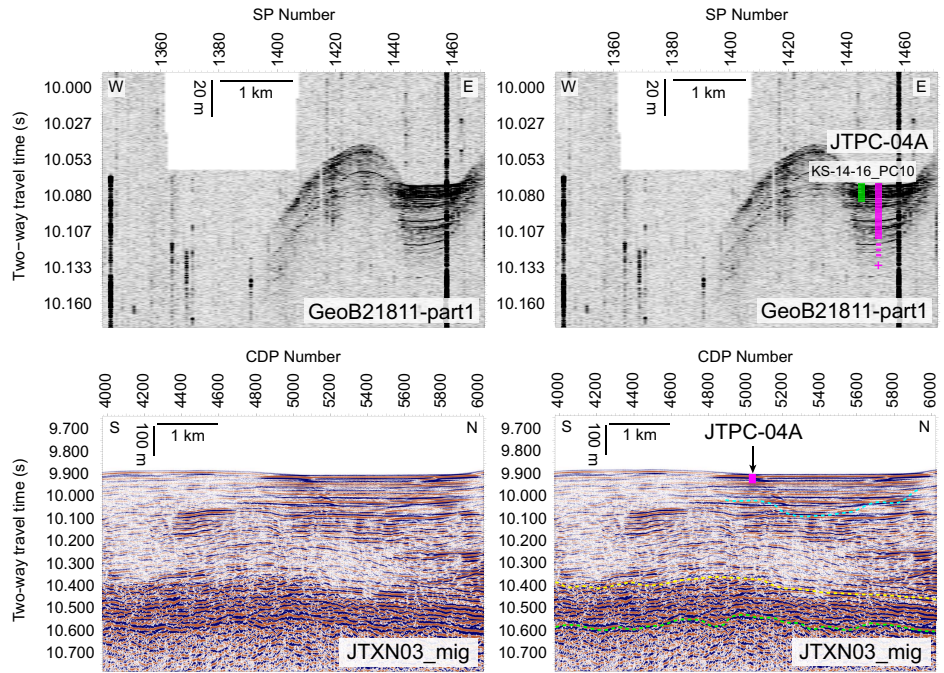 SP Number
SP Number
1360 1380 1400 1420 1440 1460
1360 1380 1400 1420 1440 1460
Two-way travel time (s)
10.000
10.027
10.053
10.080
10.107
10.133
10.160
W
20 m
1 km
E
GeoB21811-part1
10.000
10.027
10.053
10.080
10.107
10.133
10.160
W
20 m
1 km
E
JTPC-04A
KS-14-16_PC10
GeoB21811-part1
CDP Number
CDP Number
4000 4200 4400 4600 4800 5000 5200 5400 5600 5800 6000
4000 4200 4400 4600 4800 5000 5200 5400 5600 5800 6000
Two-way travel time (s)
9.700
9.800
9.900
10.000
10.100
10.200
10.300
10.400
10.500
10.600
10.700
S
100 m
1 km
N
JTXN03_mig
9.700
9.800
9.900
10.000
10.100
10.200
10.300
10.400
10.500
10.600
10.700
S
100 m
1 km
N
JTPC-04A
JTXN03_mig